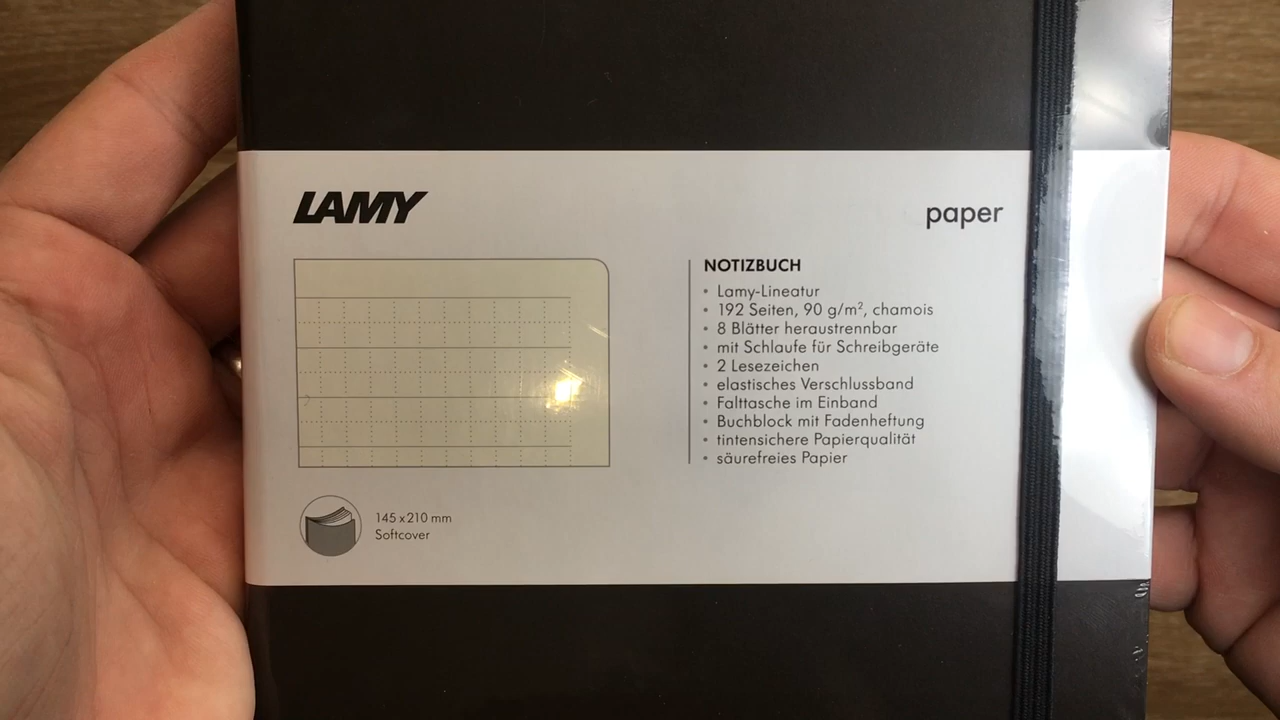 LAMY
paper
NOTIZBUCH
• Lamy-Lineatur
• 192 Seiten, 90 g/m², chamois
• 8 Blätter heraustrennbar
• mit Schlaufe für Schreibgeräte
• 2 Lesezeichen
• elastisches Verschlussband
• Falttasche im Einband
• Buchblock mit Fadenheftung
• tintensichere Papierqualität
• säurefreies Papier
2
145 x 210 mm
Softcover